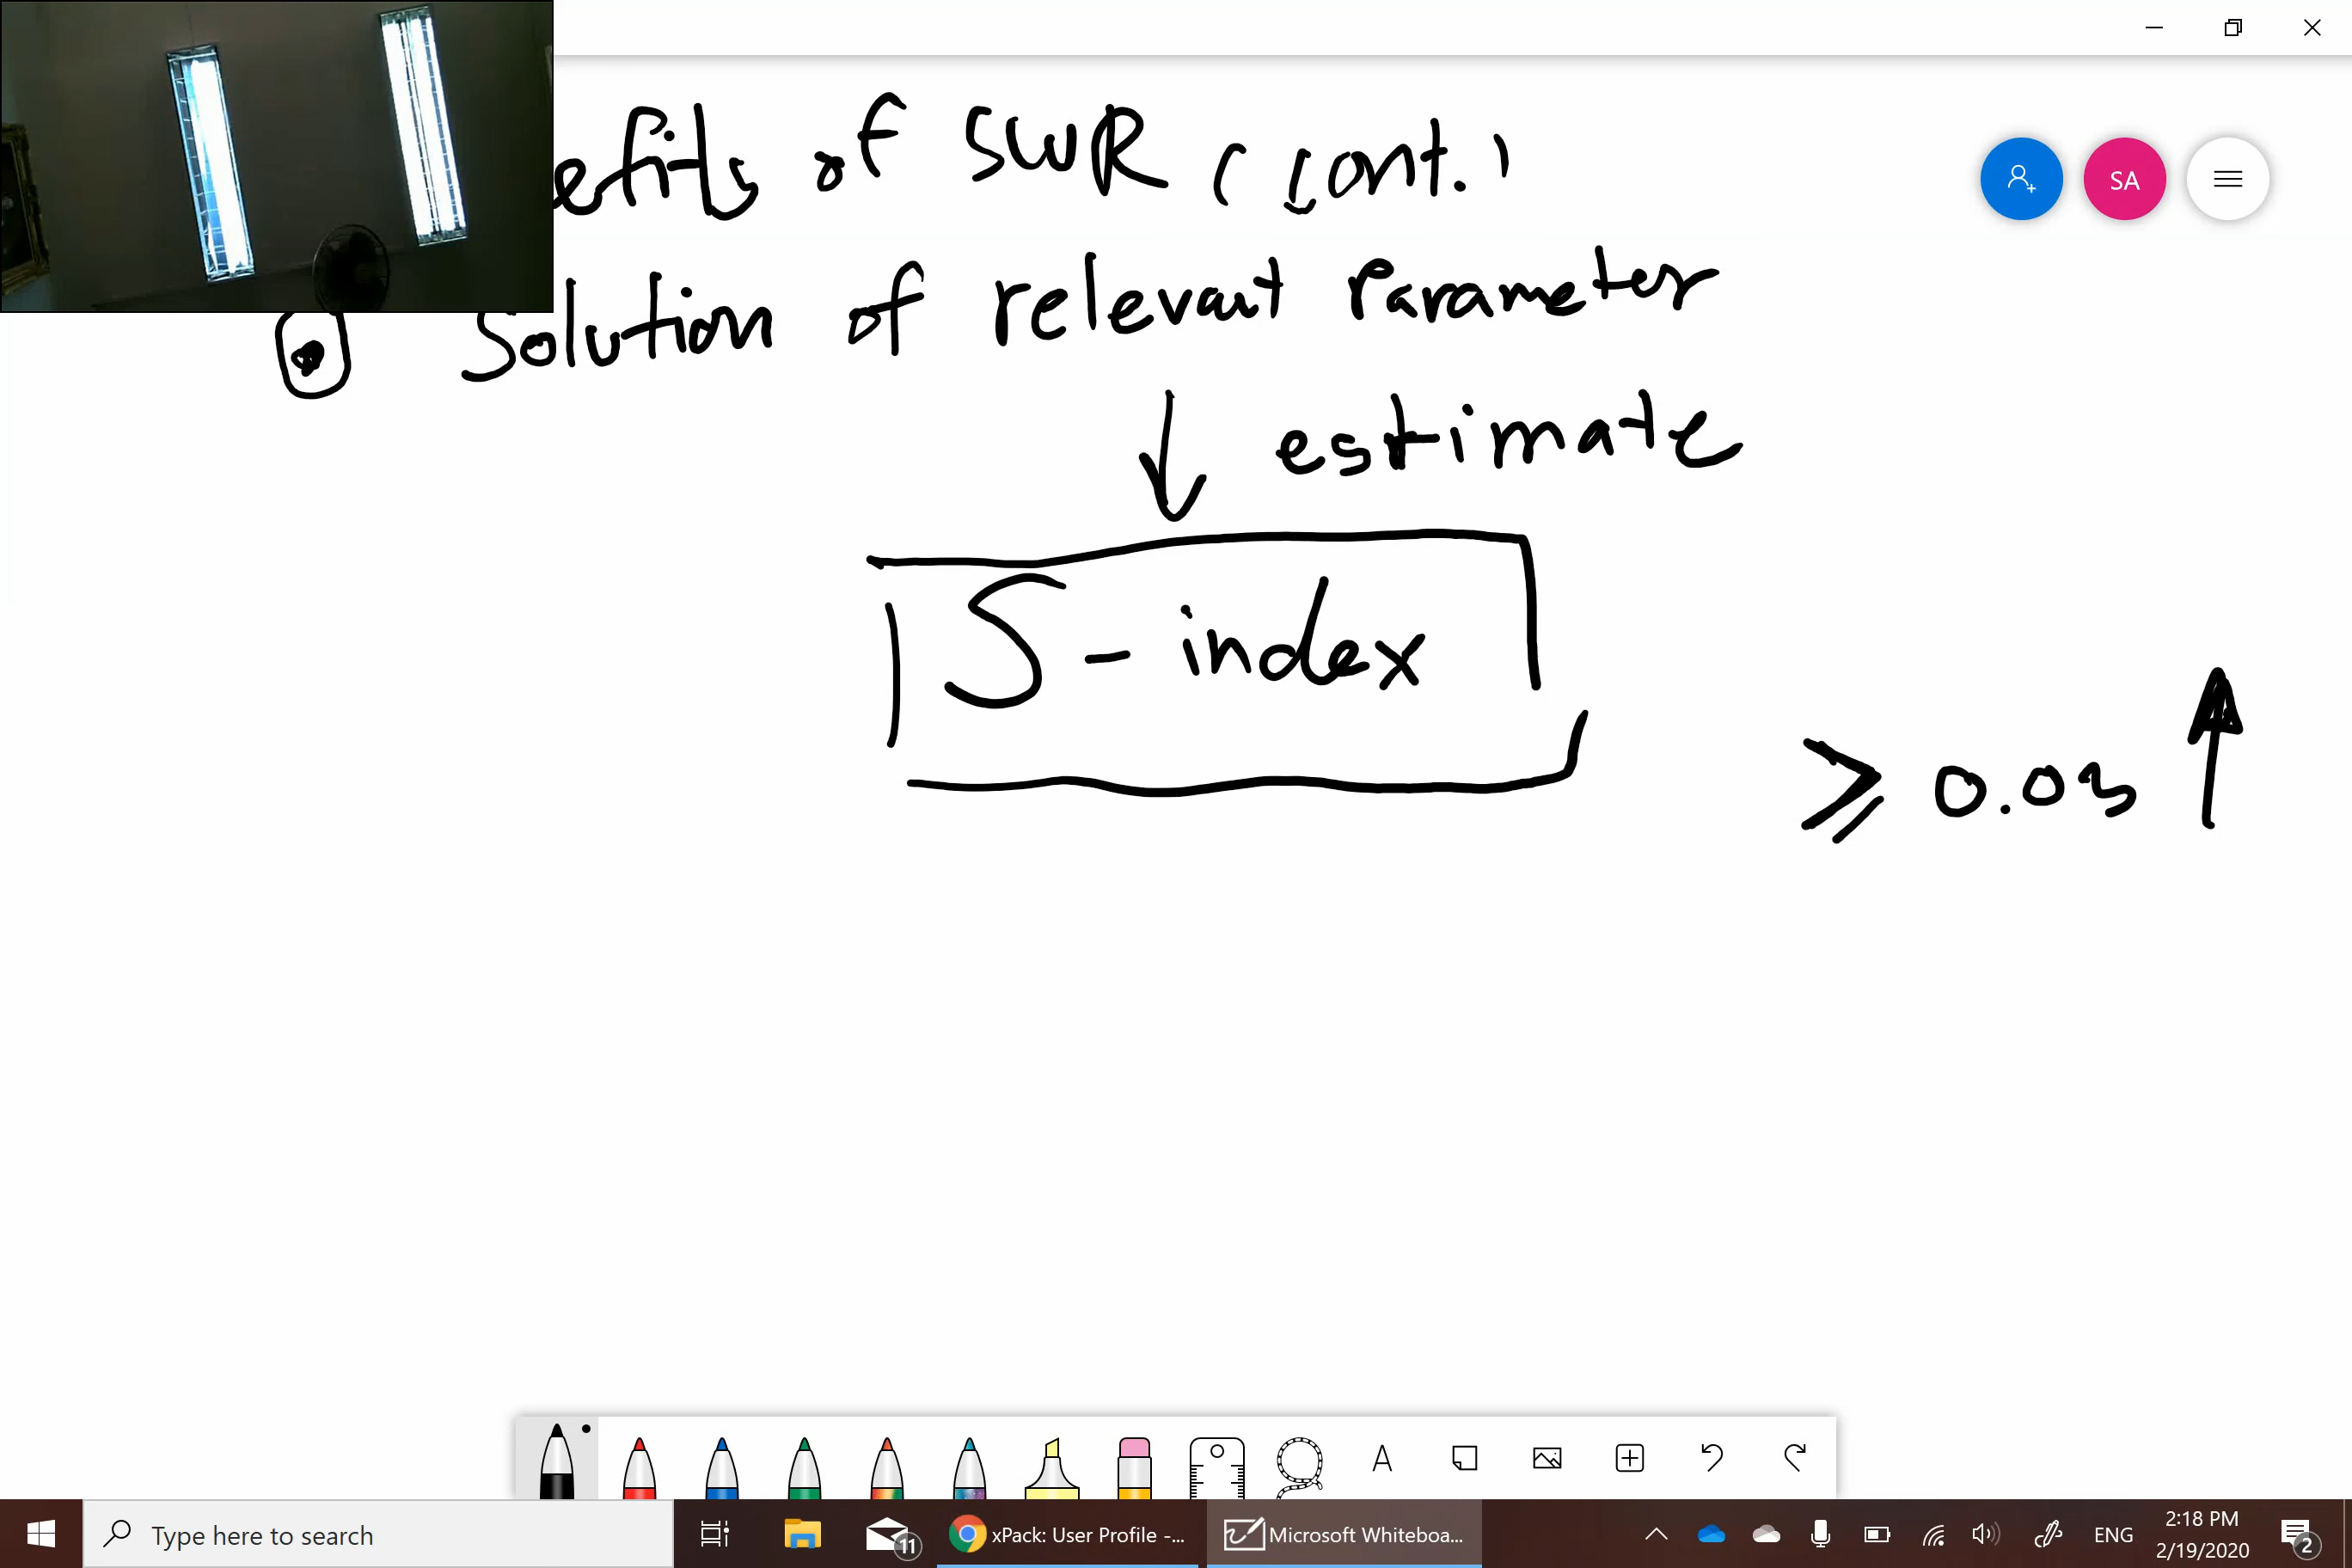 efits of SWR (cont.)
SA
Solution of relevant Parameter
↓ estimate
S - index
⩾ 0.03 ↑
A
Type here to search
11
xPack: User Profile -...
Microsoft Whiteboa...
ENG
2:18 PM
2/19/2020
2